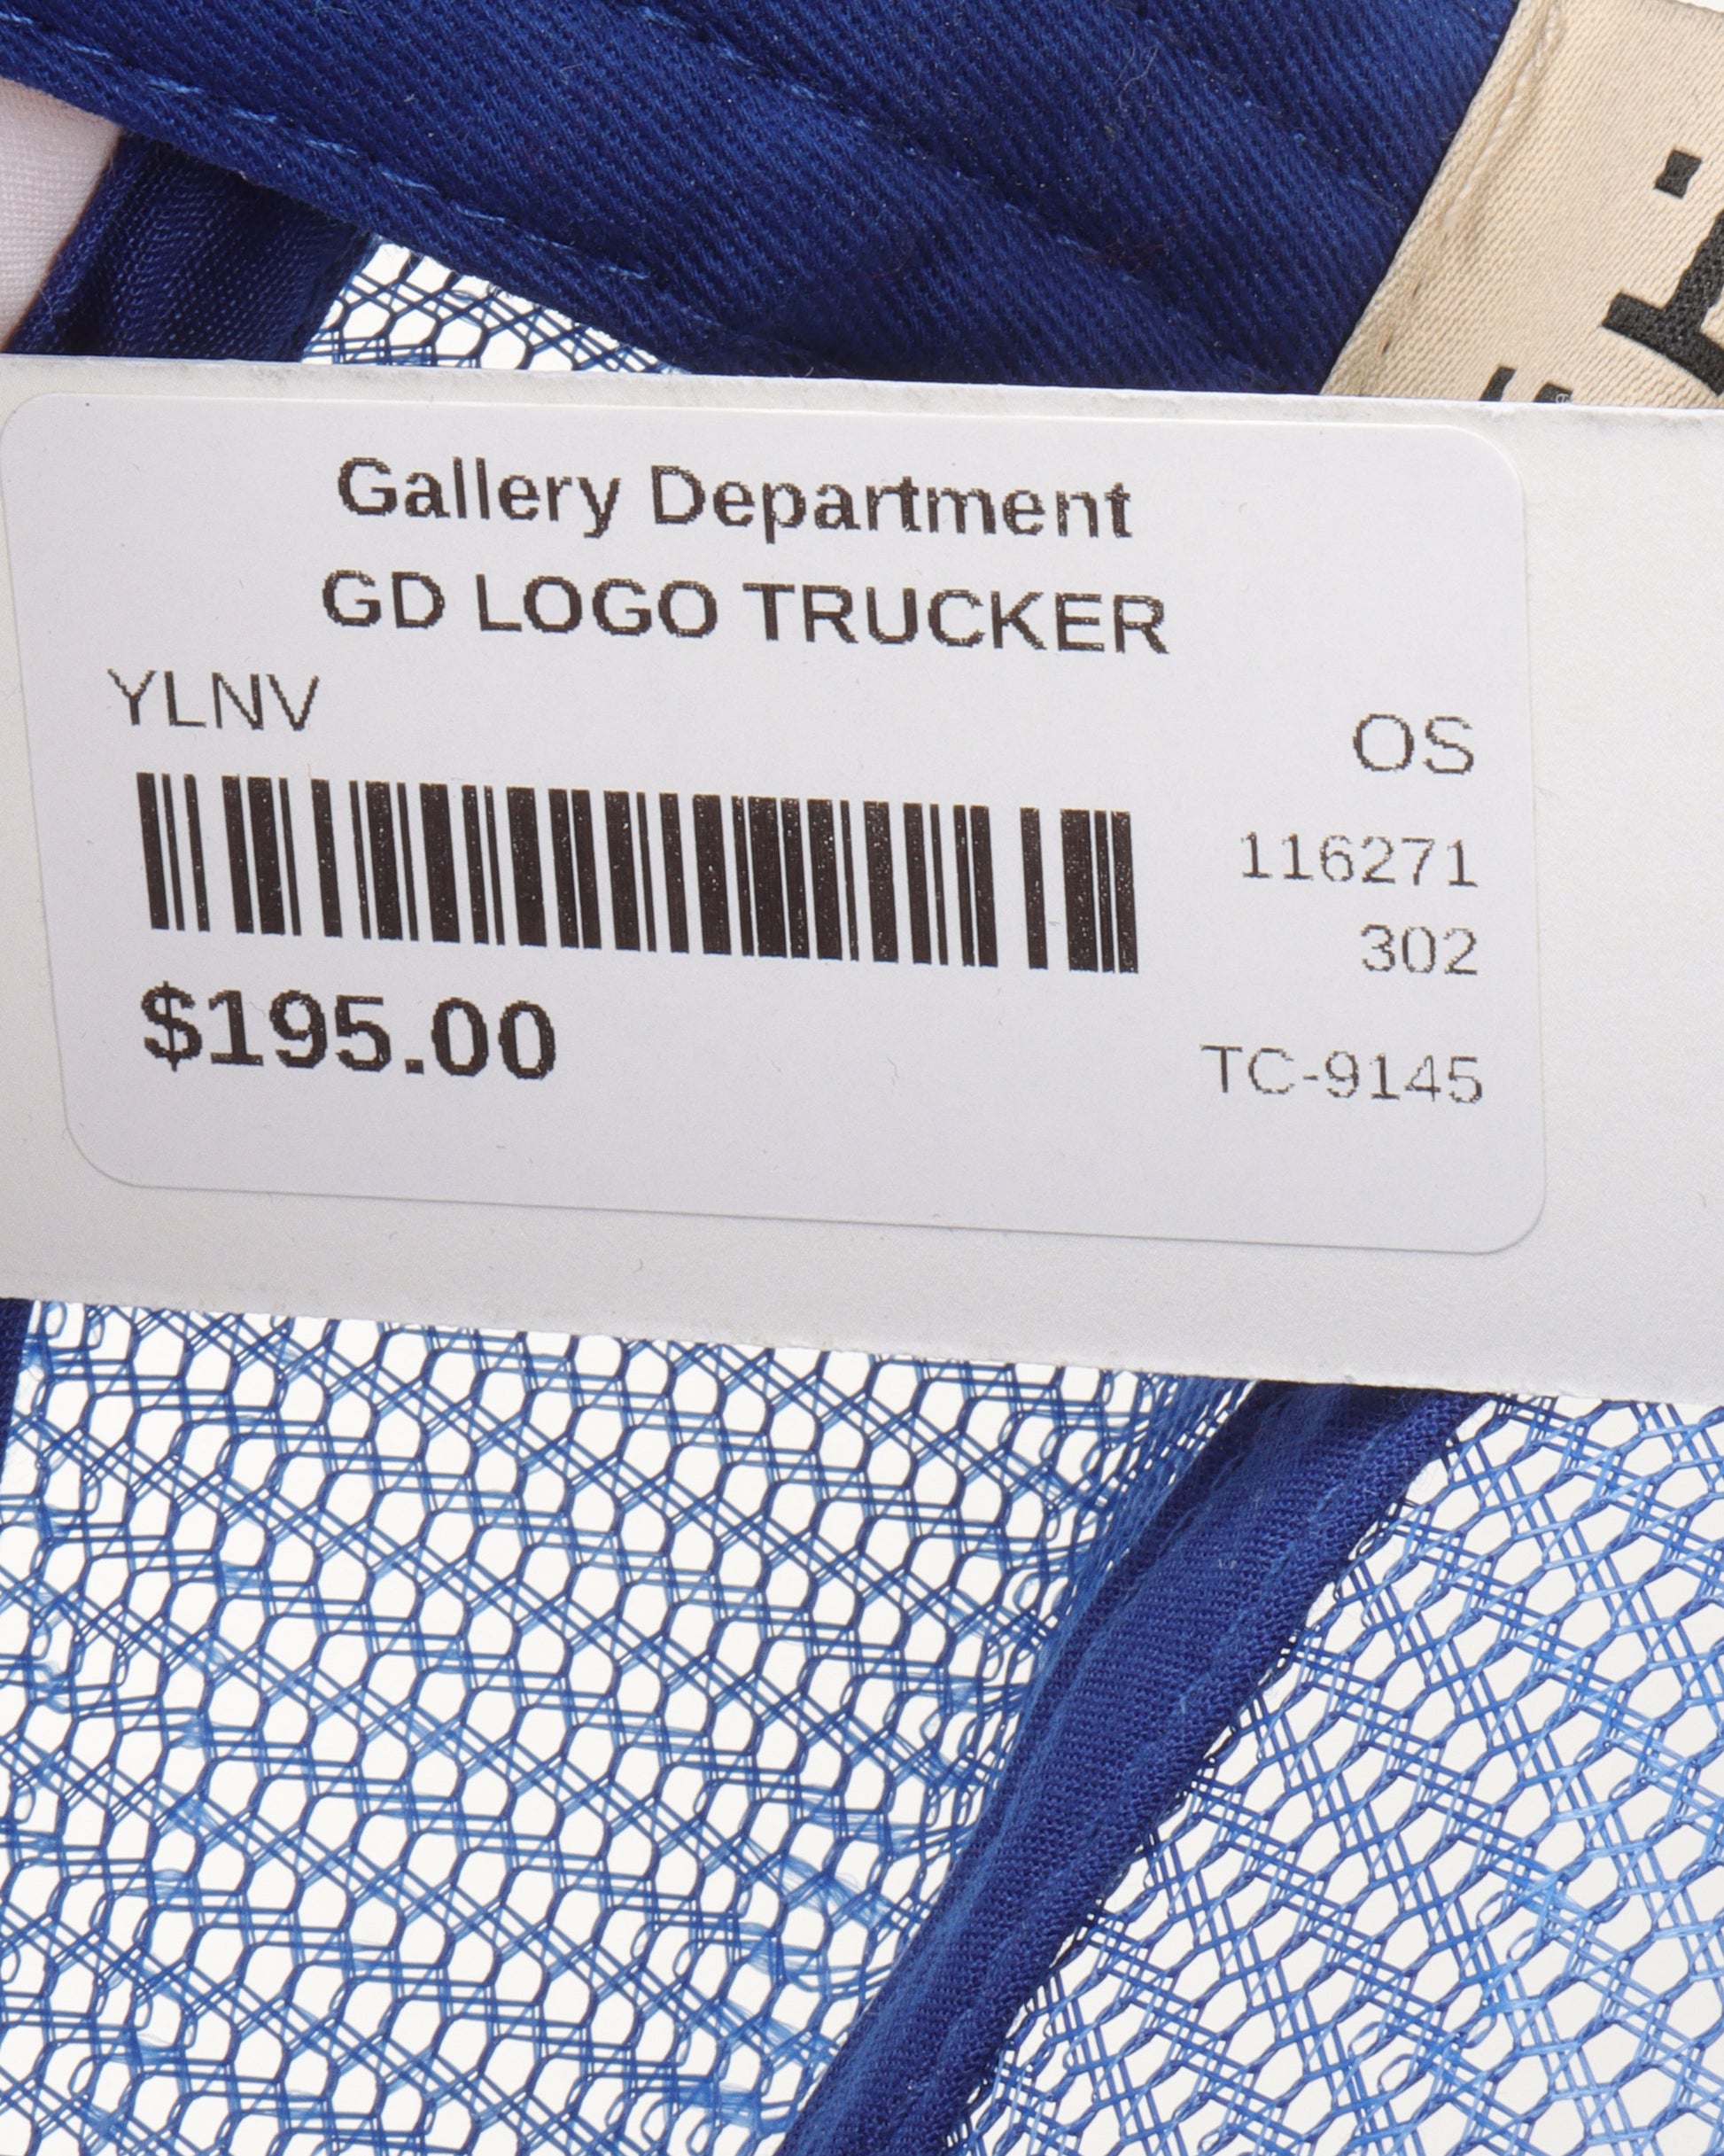 Gallery Department
GD LOGO TRUCKER
YLNV
OS
116271
302
$195.00
TC-9145